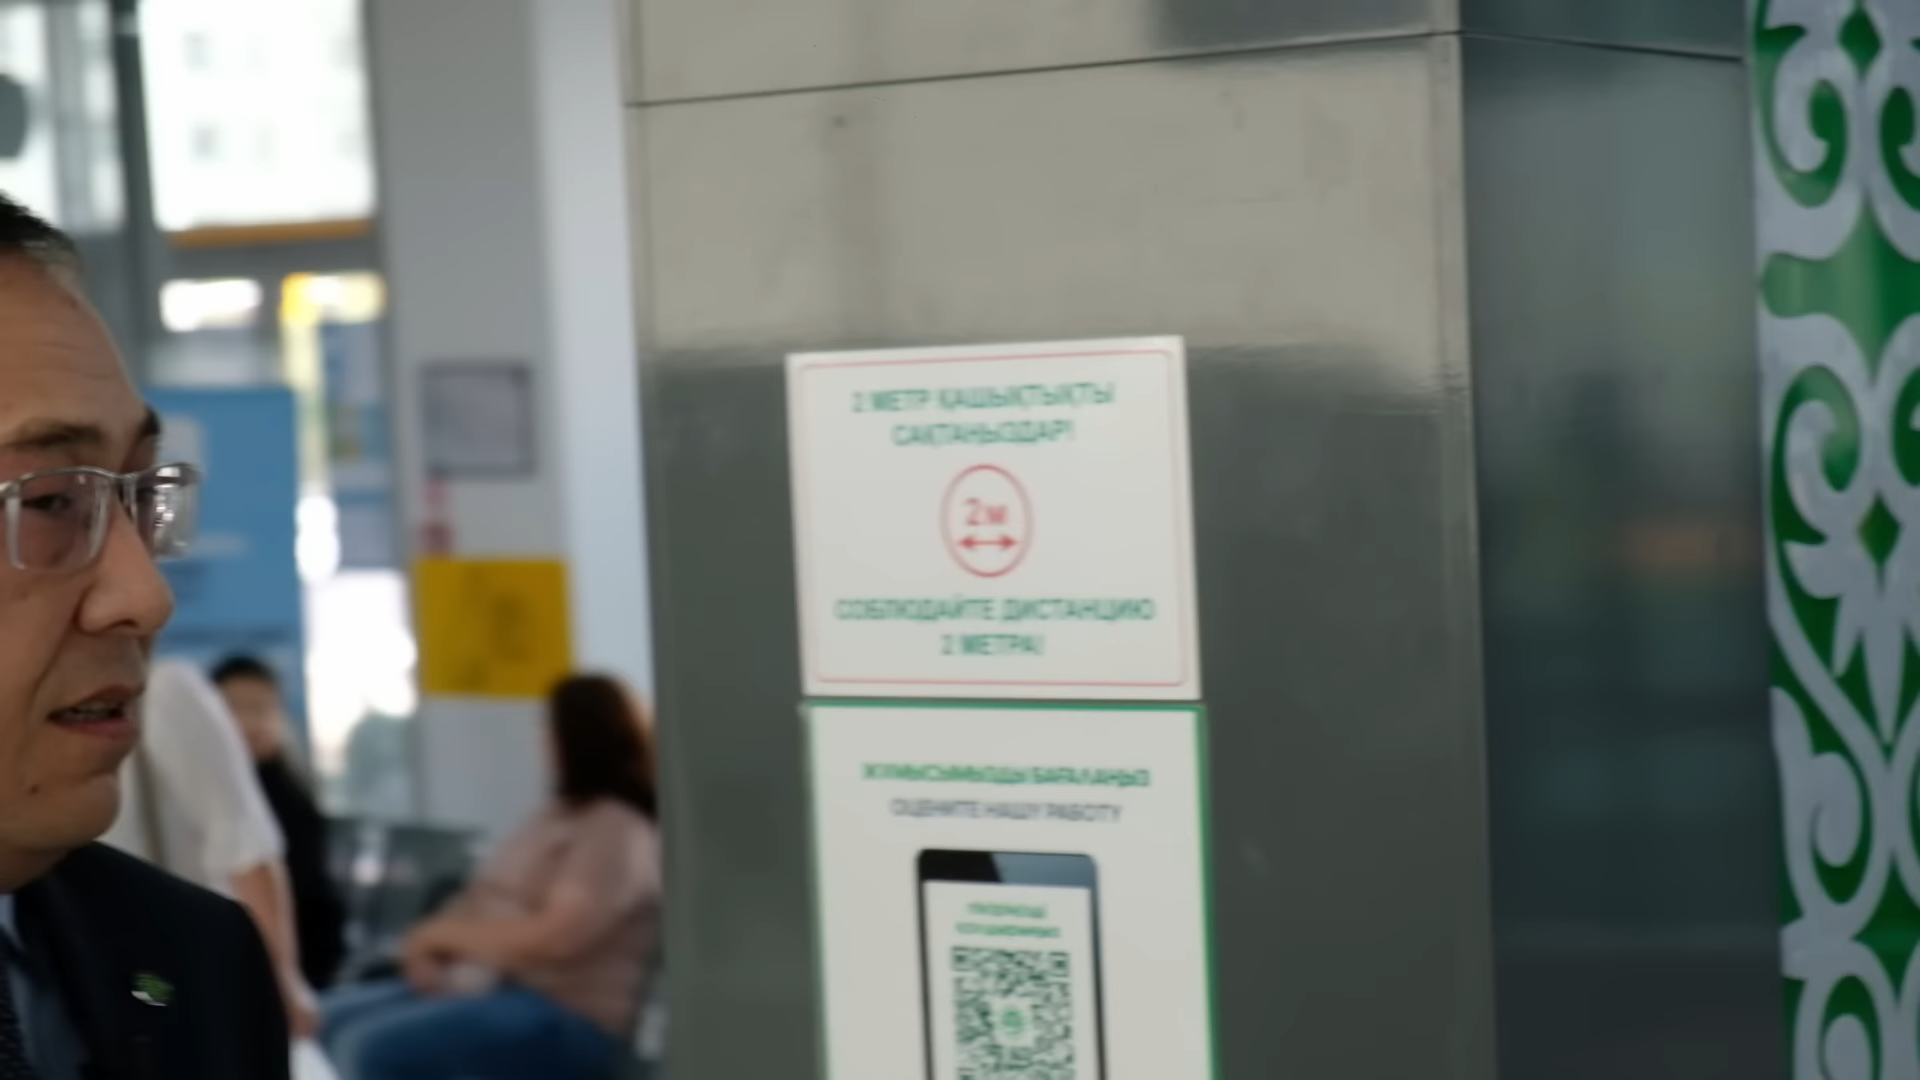 2 МЕТР ҚАШЫҚТЫҚТЫ
САҚТАҢЫЗДАР!
2м
СОБЛЮДАЙТЕ ДИСТАНЦИЮ
2 МЕТРА!
ЖҰМЫСЫМЫЗДЫ БАҒАЛАҢЫЗ
ОЦЕНИТЕ НАШУ РАБОТУ